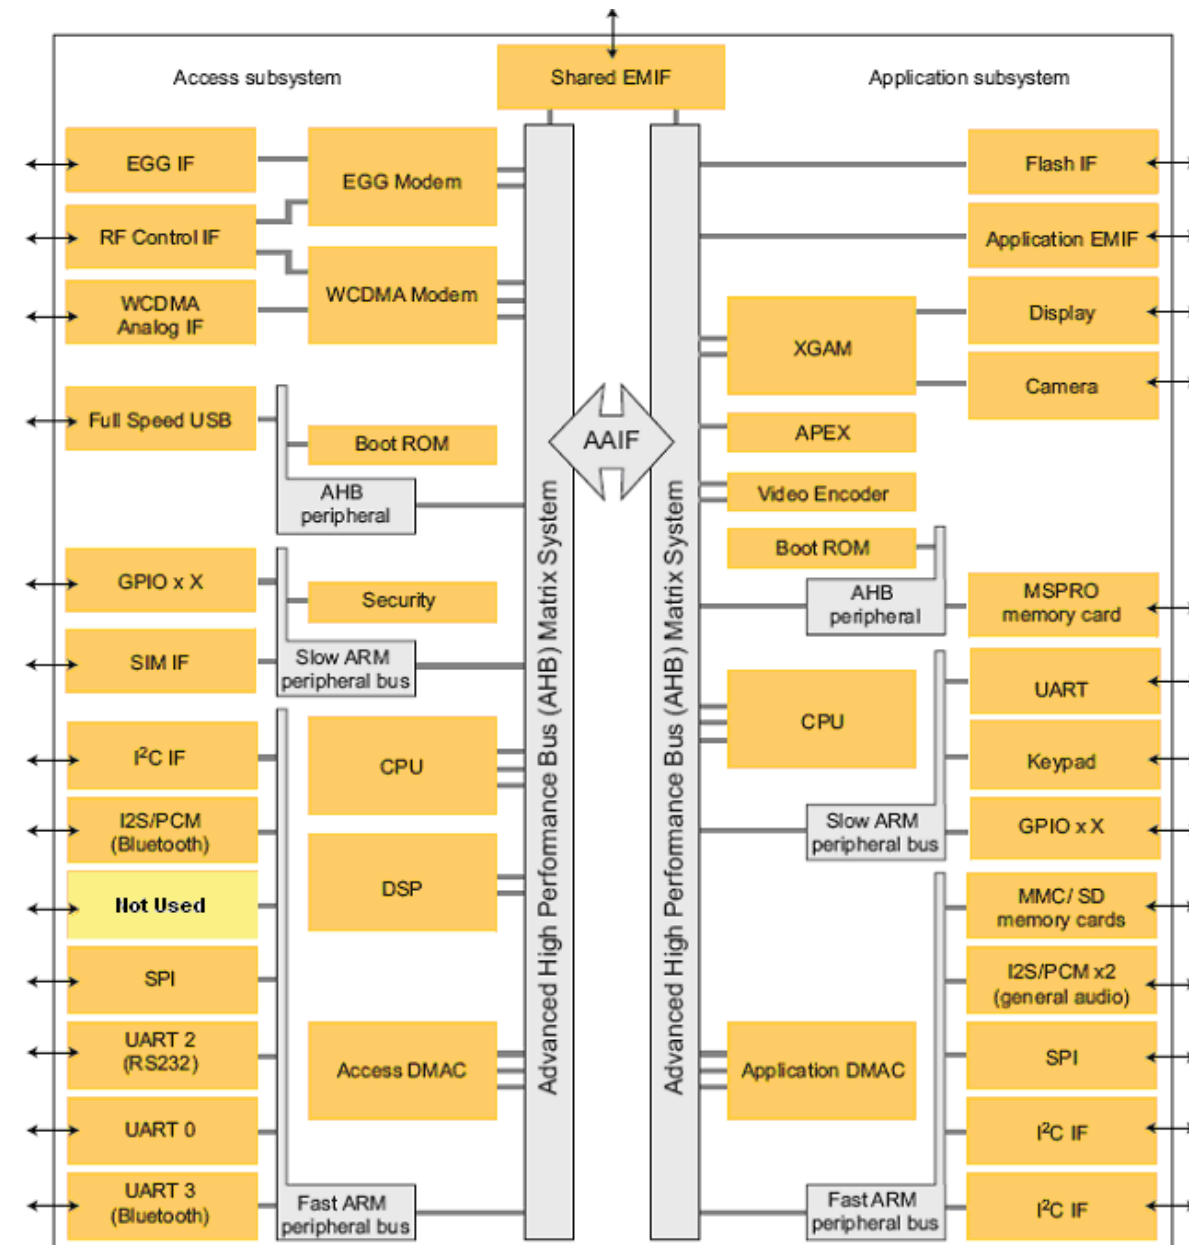 Access subsystem
Shared EMIF
Application subsystem
EGG IF
EGG Modem
RF Control IF
WCDMA Modem
WCDMA
Analog IF
Full Speed USB
Boot ROM
AHB
peripheral
GPIO x X
Security
SIM IF
Slow ARM
peripheral bus
I²C IF
CPU
I2S/PCM
(Bluetooth)
DSP
Not Used
SPI
UART 2
(RS232)
Access DMAC
UART 0
UART 3
(Bluetooth)
Fast ARM
peripheral bus
Advanced High Performance Bus (AHB) Matrix System
AAIF
Advanced High Performance Bus (AHB) Matrix System
Flash IF
Application EMIF
XGAM
Display
Camera
APEX
Video Encoder
Boot ROM
AHB
peripheral
MSPRO
memory card
CPU
UART
Keypad
Slow ARM
peripheral bus
GPIO x X
MMC/ SD
memory cards
I2S/PCM x2
(general audio)
Application DMAC
SPI
I²C IF
Fast ARM
peripheral bus
I²C IF